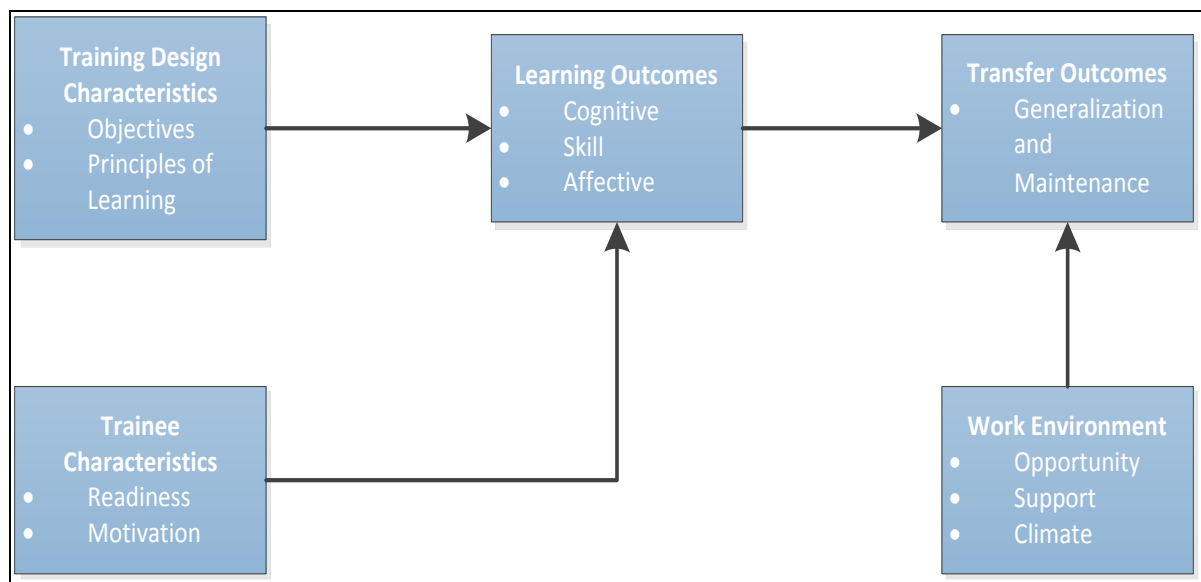 Training Design
Characteristics
• Objectives
• Principles of
Learning
Learning Outcomes
• Cognitive
• Skill
• Affective
Transfer Outcomes
• Generalization
and
Maintenance
Trainee
Characteristics
• Readiness
• Motivation
Work Environment
• Opportunity
• Support
• Climate